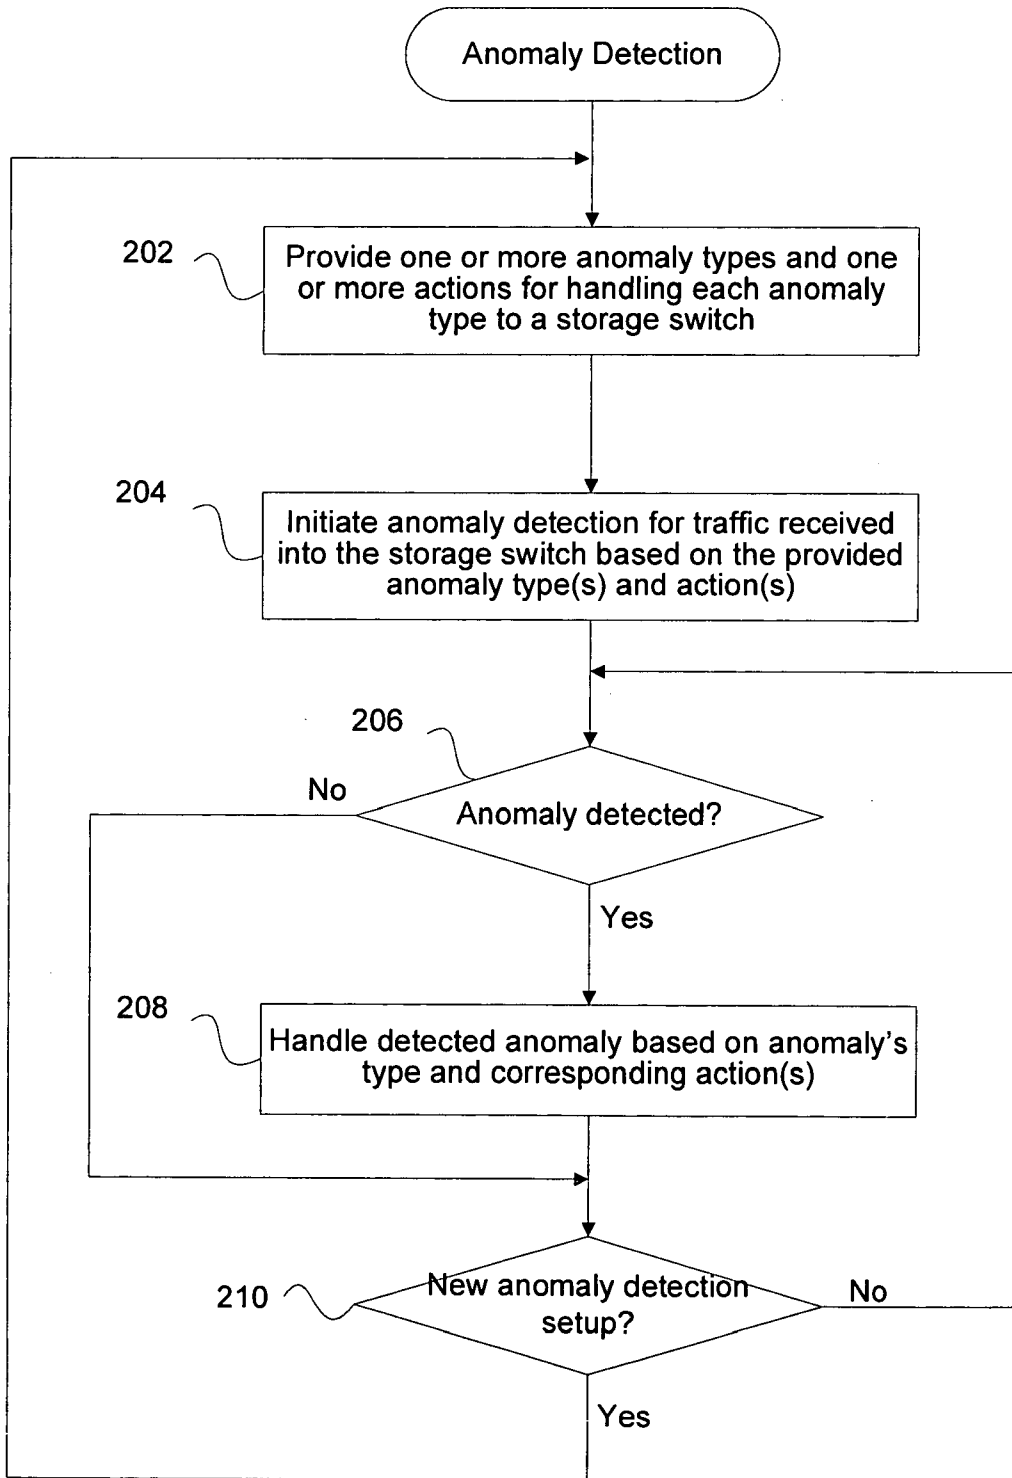 Anomaly Detection
202
Provide one or more anomaly types and one
or more actions for handling each anomaly
type to a storage switch
204
Initiate anomaly detection for traffic received
into the storage switch based on the provided
anomaly type(s) and action(s)
206
No
Anomaly detected?
Yes
208
Handle detected anomaly based on anomaly's
type and corresponding action(s)
210
New anomaly detection
setup?
No
Yes